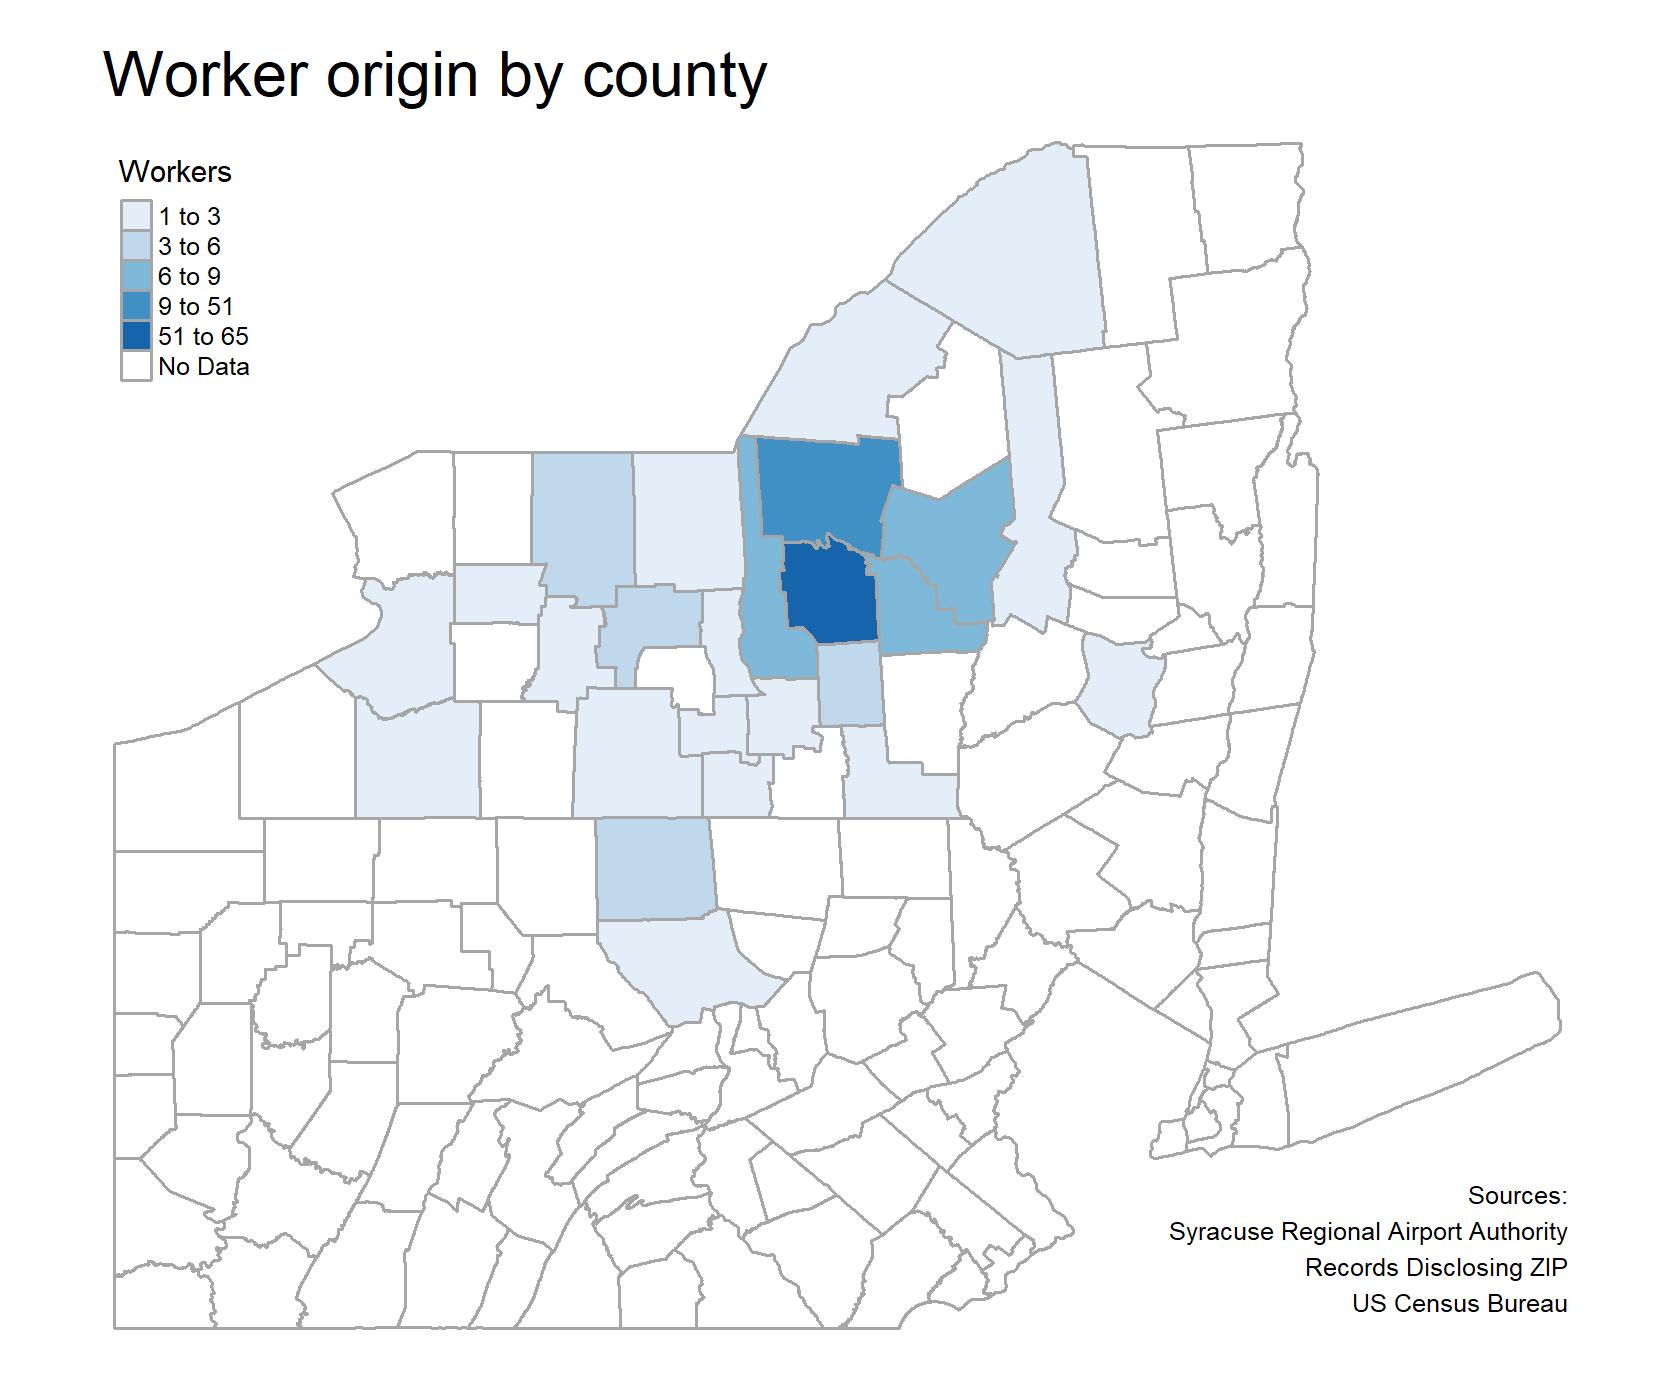 Worker origin by county
Workers
1 to 3
3 to 6
6 to 9
9 to 51
51 to 65
No Data
Sources:
Syracuse Regional Airport Authority
Records Disclosing ZIP
US Census Bureau